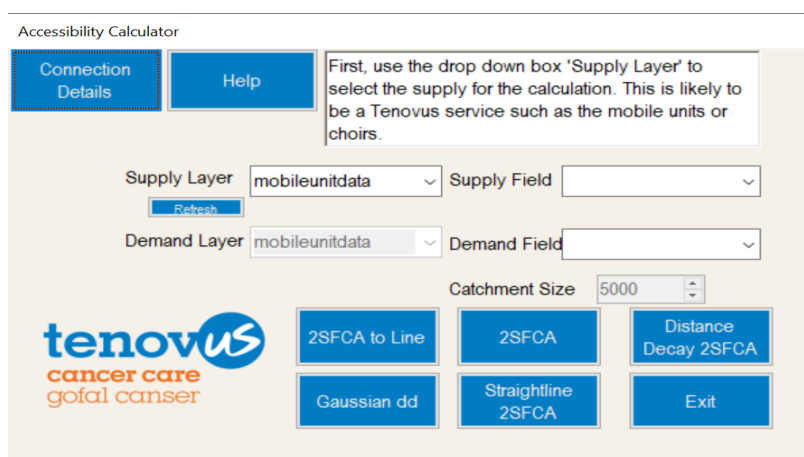 Accessibility Calculator
Connection
Details
Help
First, use the drop down box 'Supply Layer' to
select the supply for the calculation. This is likely to
be a Tenovus service such as the mobile units or
choirs.
Supply Layer mobileunitdata Supply Field
Refresh
Demand Layer mobileunitdata Demand Field
Catchment Size 5000
tenovus
cancer care
gofal canser
2SFCA to Line
2SFCA
Distance
Decay 2SFCA
Gaussian dd
Straightline
2SFCA
Exit